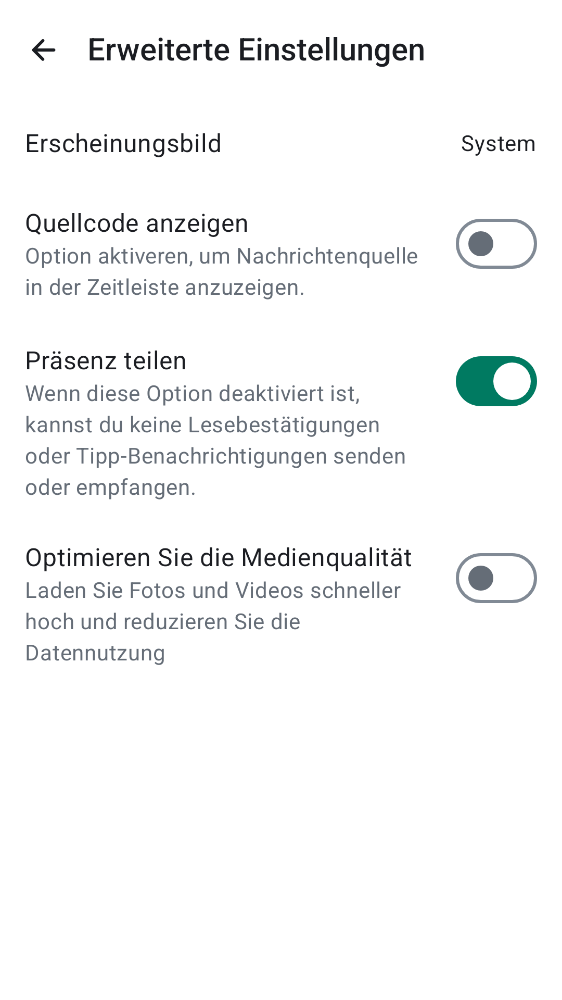 Erweiterte Einstellungen
Erscheinungsbild System
Quellcode anzeigen
Option aktiveren, um Nachrichtenquelle
in der Zeitleiste anzuzeigen.
Präsenz teilen
Wenn diese Option deaktiviert ist,
kannst du keine Lesebestätigungen
oder Tipp-Benachrichtigungen senden
oder empfangen.
Optimieren Sie die Medienqualität
Laden Sie Fotos und Videos schneller
hoch und reduzieren Sie die
Datennutzung